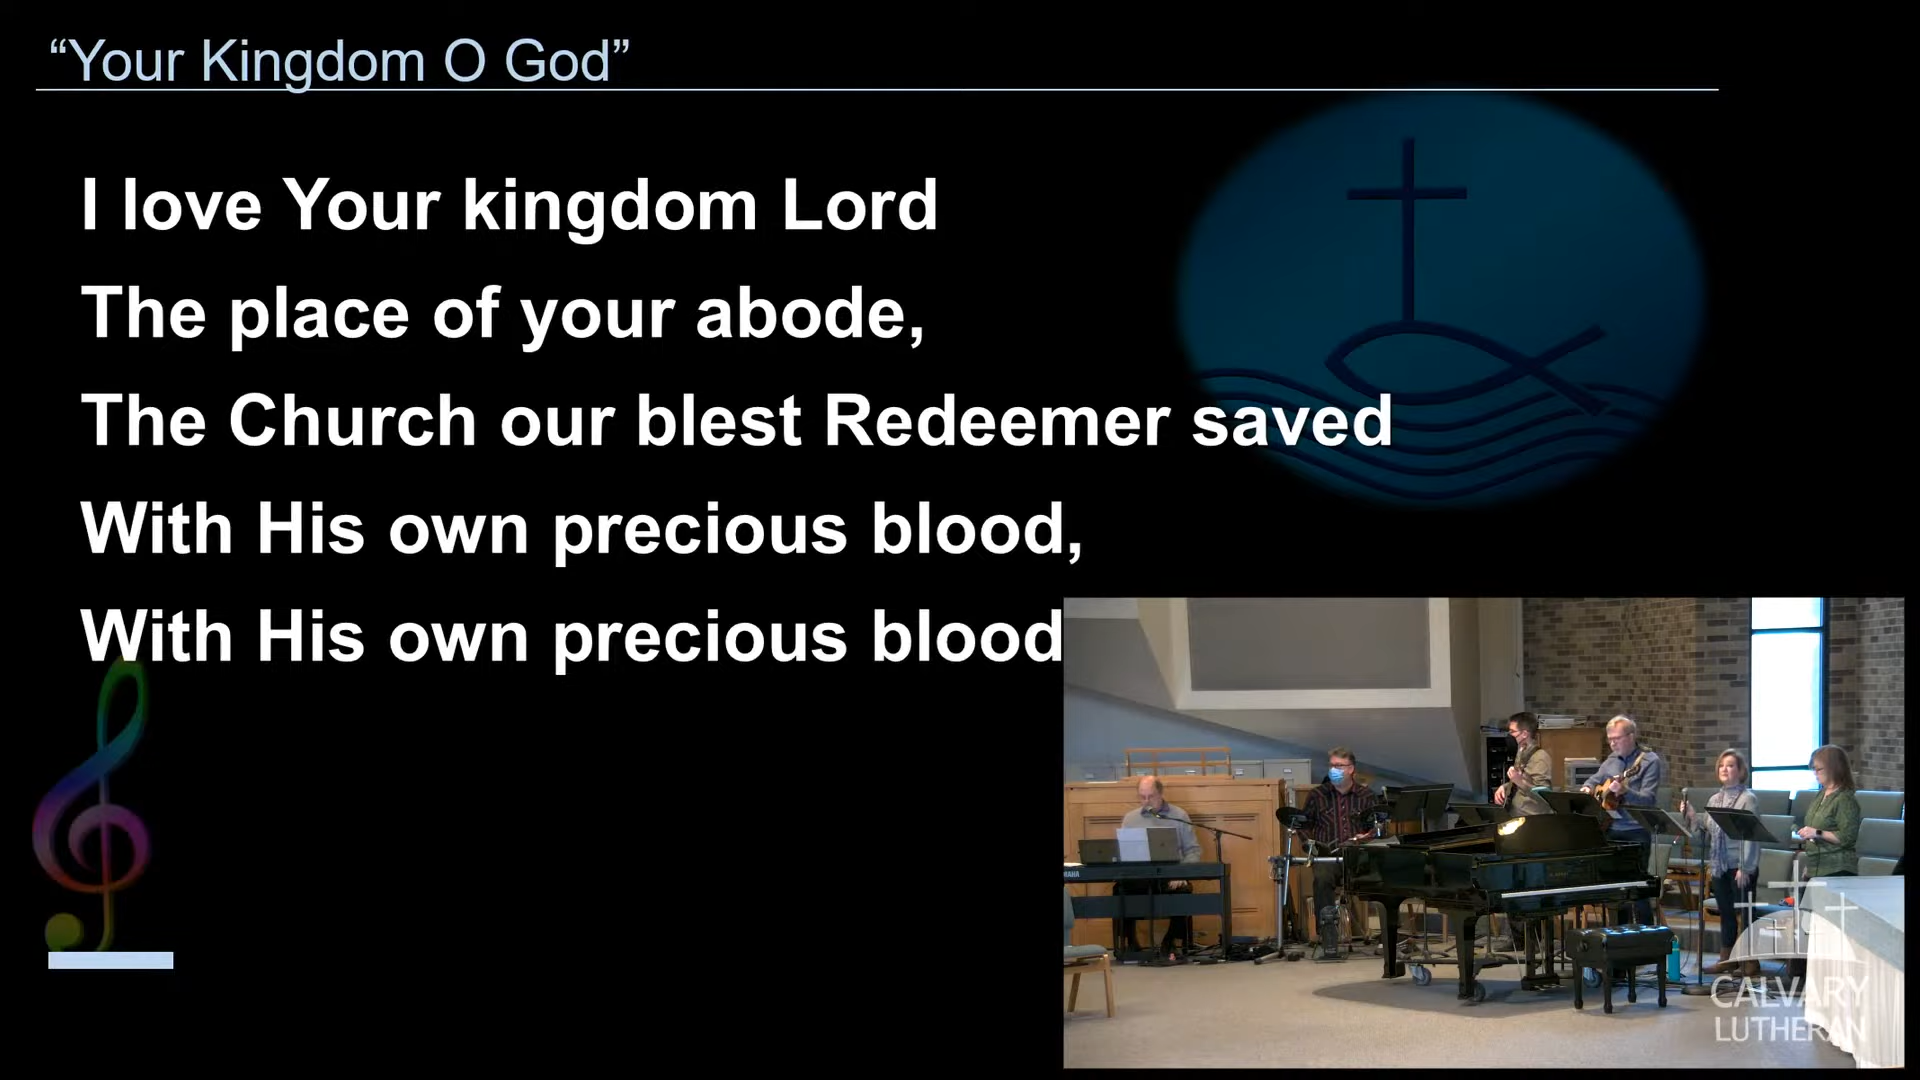 “Your Kingdom O God”
I love Your kingdom Lord
The place of your abode,
The Church our blest Redeemer saved
With His own precious blood,
With His own precious blood
CALVARY
LUTHERAN